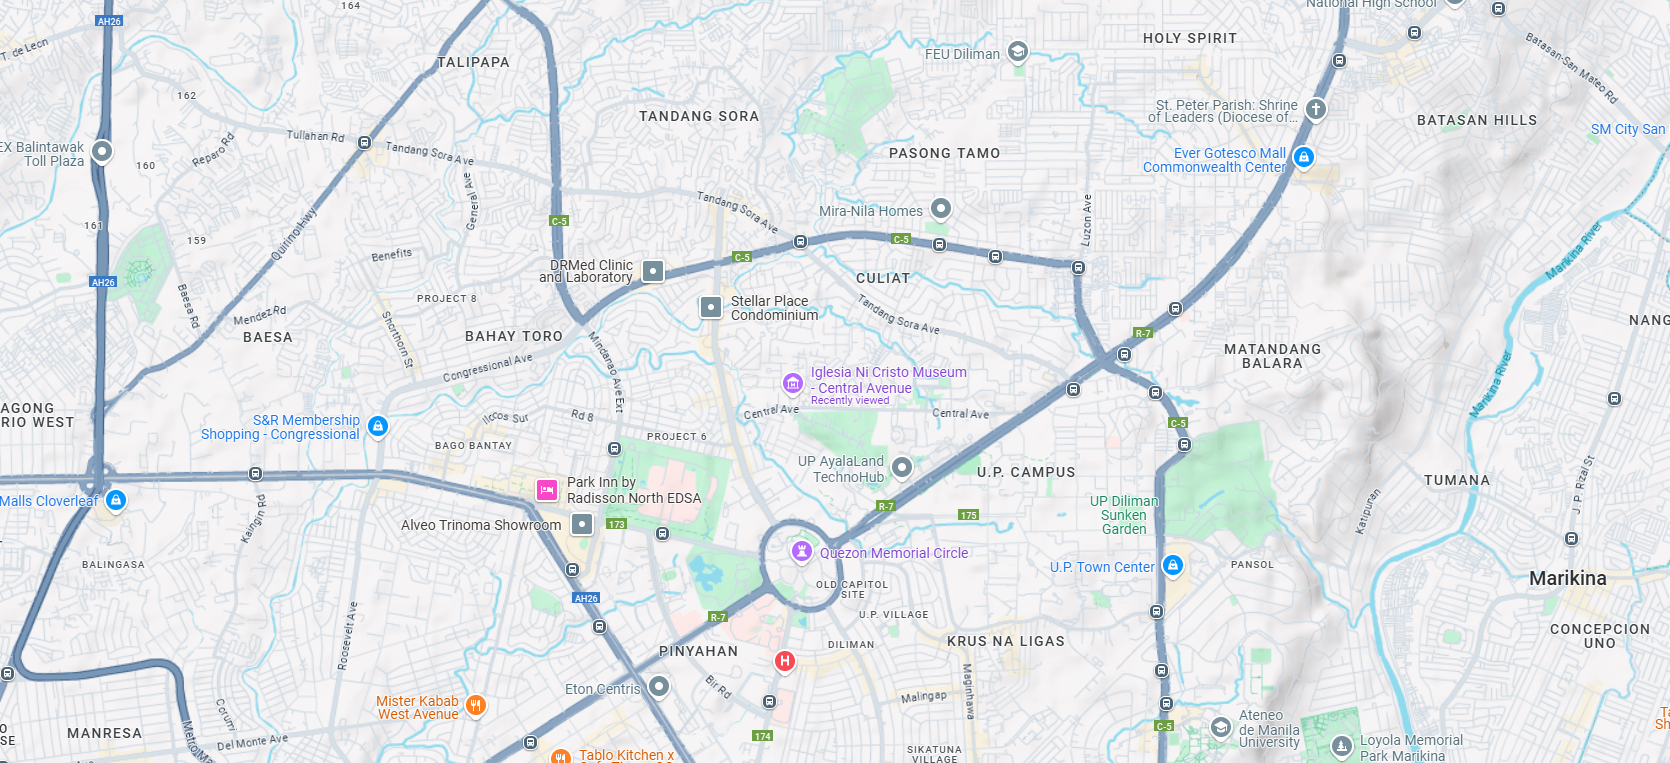 164
National High School
AH26
T. de Leon
HOLY SPIRIT
Batasan-San Mateo Rd
FEU Diliman
TALIPAPA
162
St. Peter Parish: Shrine
of Leaders (Diocese of...
TANDANG SORA
BATASAN HILLS
SM City San
Tullahan Rd
Reparo Rd
EX Balintawak
Toll Plaza
160
Tandang Sora Ave
PASONG TAMO
Ever Gotesco Mall
Commonwealth Center
General Ave
Tandang Sora Ave
Mira-Nila Homes
Luzon Ave
161
159
Quirino Hwy
C-5
C-5
C-5
Benefits
Marikina River
DRMed Clinic
and Laboratory
CULIAT
AH26
Baesa Rd
PROJECT 8
Stellar Place
Condominium
Mendez Rd
Tandang Sora Ave
NANG
BAESA
Shorthorn St
BAHAY TORO
Mindanao Ave Ext
R-7
MATANDANG
BALARA
Congressional Ave
Iglesia Ni Cristo Museum
- Central Avenue
Recently viewed
Marikina River
AGONG
RIO WEST
S&R Membership
Shopping - Congressional
Ilocos Sur
Rd 8
Central Ave
Central Ave
C-5
BAGO BANTAY
PROJECT 6
UP AyalaLand
TechnoHub
U.P. CAMPUS
TUMANA
J.P. Rizal St
Park Inn by
Radisson North EDSA
Malls Cloverleaf
Kaingin Rd
Katipunan
R-7
175
UP Diliman
Sunken
Garden
Alveo Trinoma Showroom
173
Quezon Memorial Circle
BALINGASA
U.P. Town Center
PANSOL
Marikina
OLD CAPITOL
SITE
AH26
R-7
U.P. VILLAGE
Roosevelt Ave
DILIMAN
KRUS NA LIGAS
CONCEPCION
UNO
PINYAHAN
H
Bir Rd
Eton Centris
Maginhawa
Malingap
Mister Kabab
West Avenue
Corumi
MANRESA
Metro Ma
Del Monte Ave
174
C-5
Ateneo
de Manila
University
Loyola Memorial
Park Marikina
SIKATUNA
VILLAGE
Tablo Kitchen x
O
SE
Ta
Sh